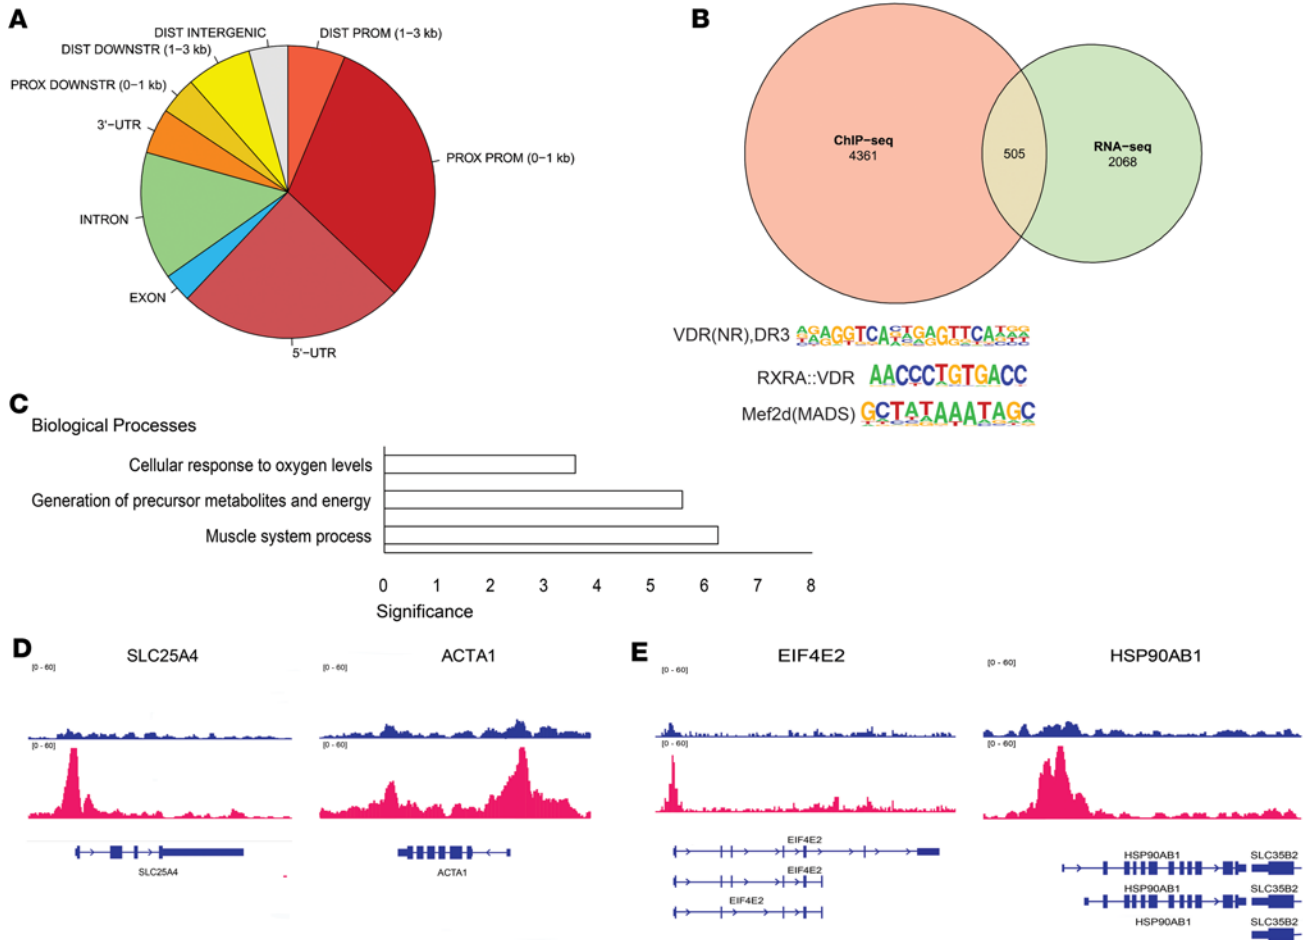 A
DIST INTERGENIC
DIST PROM (1–3 kb)
DIST DOWNSTR (1–3 kb)
PROX DOWNSTR (0–1 kb)
3'–UTR
PROX PROM (0–1 kb)
INTRON
EXON
5'–UTR
B
ChIP–seq
4361
505
RNA–seq
2068
VDR(NR),DR3 AGAGGTCACTGAGTTCATGG
RXRA::VDR AACCCTGTGACC
Mef2d(MADS) GCTATAAATAGC
C
Biological Processes
Cellular response to oxygen levels
Generation of precursor metabolites and energy
Muscle system process
0 1 2 3 4 5 6 7 8
Significance
D
SLC25A4
[0 - 60]
[0 - 60]
SLC25A4
ACTA1
[0 - 60]
[0 - 60]
ACTA1
E
EIF4E2
[0 - 60]
[0 - 60]
EIF4E2
EIF4E2
EIF4E2
HSP90AB1
[0 - 60]
[0 - 60]
HSP90AB1 SLC35B2
HSP90AB1 SLC35B2
HSP90AB1 SLC35B2